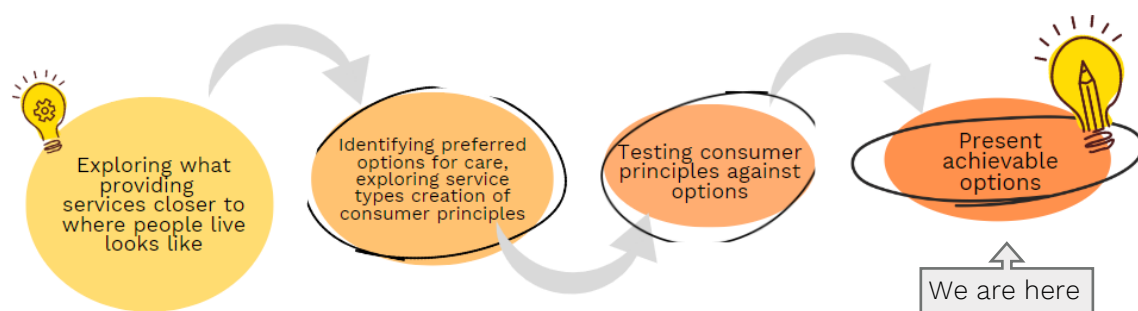 Exploring what
providing
services closer to
where people live
looks like
Identifying preferred
options for care,
exploring service
types creation of
consumer principles
Testing consumer
principles against
options
Present
achievable
options
We are here